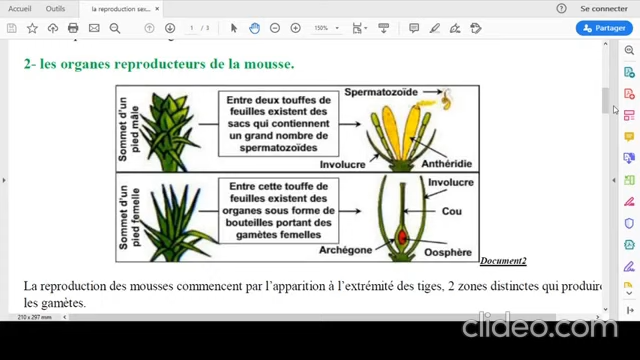 Accueil
Outils
la reproduction sax...
Se connecter
1 / 3
150%
Partager
2- les organes reproducteurs de la mousse.
Sommet d'un pied mâle
Entre deux touffes de
feuilles existent des
sacs qui contiennent
un grand nombre de
spermatozoïdes
Spermatozoïde
Involucre
Anthéridie
Sommet d'un pied femelle
Entre cette touffe de
feuilles existent des
organes sous forme de
bouteilles portant des
gamètes femelles
Involucre
Cou
Archégone
Oosphère
Document2
La reproduction des mousses commencent par l'apparition à l'extrémité des tiges, 2 zones distinctes qui produire
les gamètes.
210 x 297 mm
clideo.com